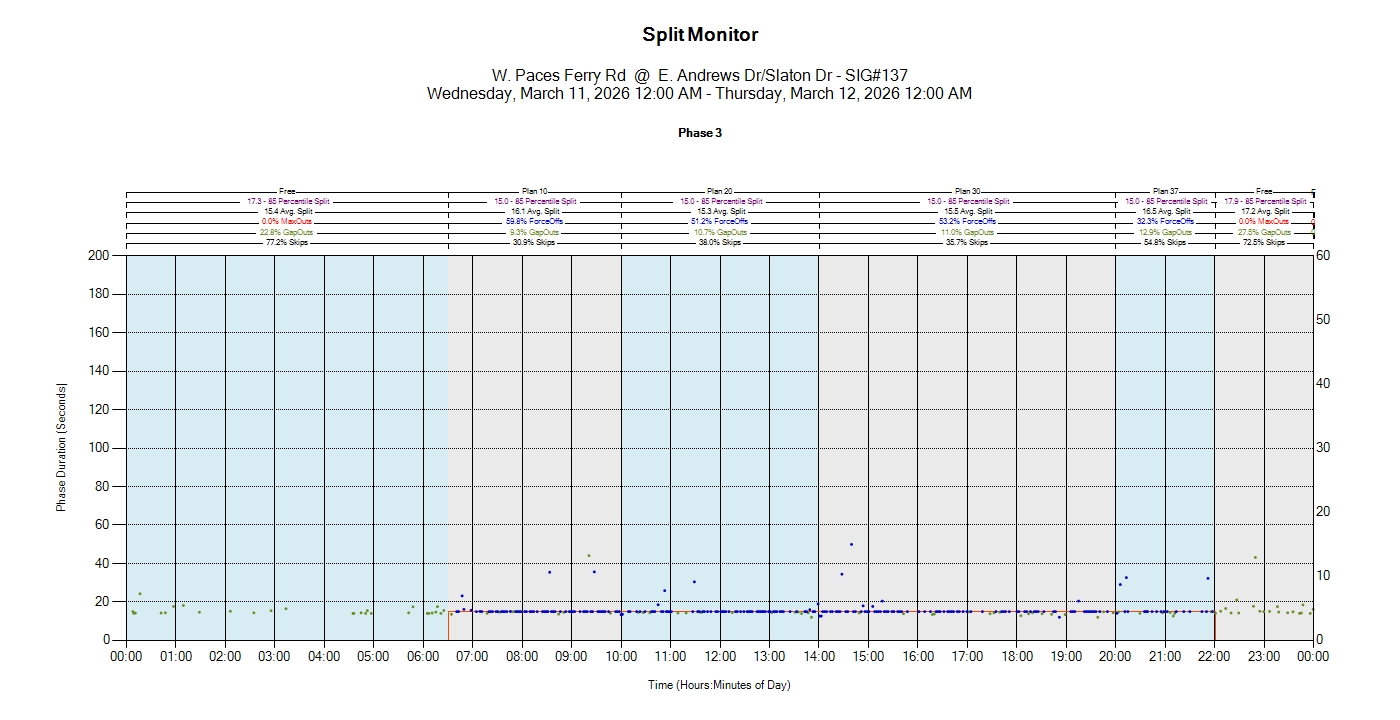 Split Monitor
W. Paces Ferry Rd @ E. Andrews Dr/Slaton Dr - SIG#137
Wednesday, March 11, 2026 12:00 AM - Thursday, March 12, 2026 12:00 AM
Phase 3
Free Plan 10 Plan 20 Plan 30 Plan 37 Free
17.3 - 85 Percentile Split 15.0 - 85 Percentile Split 15.0 - 85 Percentile Split 15.0 - 85 Percentile Split 15.0 - 85 Percentile Split 17.9 - 85 Percentile Split
15.4 Avg. Split 16.1 Avg. Split 15.3 Avg. Split 15.5 Avg. Split 16.5 Avg. Split 17.2 Avg. Split
0.0% MaxOuts 59.8% ForceOffs 51.2% ForceOffs 53.2% ForceOffs 32.3% ForceOffs 0.0% MaxOuts
22.8% GapOuts 9.3% GapOuts 10.7% GapOuts 11.0% GapOuts 12.9% GapOuts 27.5% GapOuts
77.2% Skips 30.9% Skips 38.0% Skips 35.7% Skips 54.8% Skips 72.5% Skips
200 60
180
160 50
140
120 40
100 30
80
60 20
40
20 10
0 0
Phase Duration (Seconds)
00:00 01:00 02:00 03:00 04:00 05:00 06:00 07:00 08:00 09:00 10:00 11:00 12:00 13:00 14:00 15:00 16:00 17:00 18:00 19:00 20:00 21:00 22:00 23:00 00:00
Time (Hours:Minutes of Day)